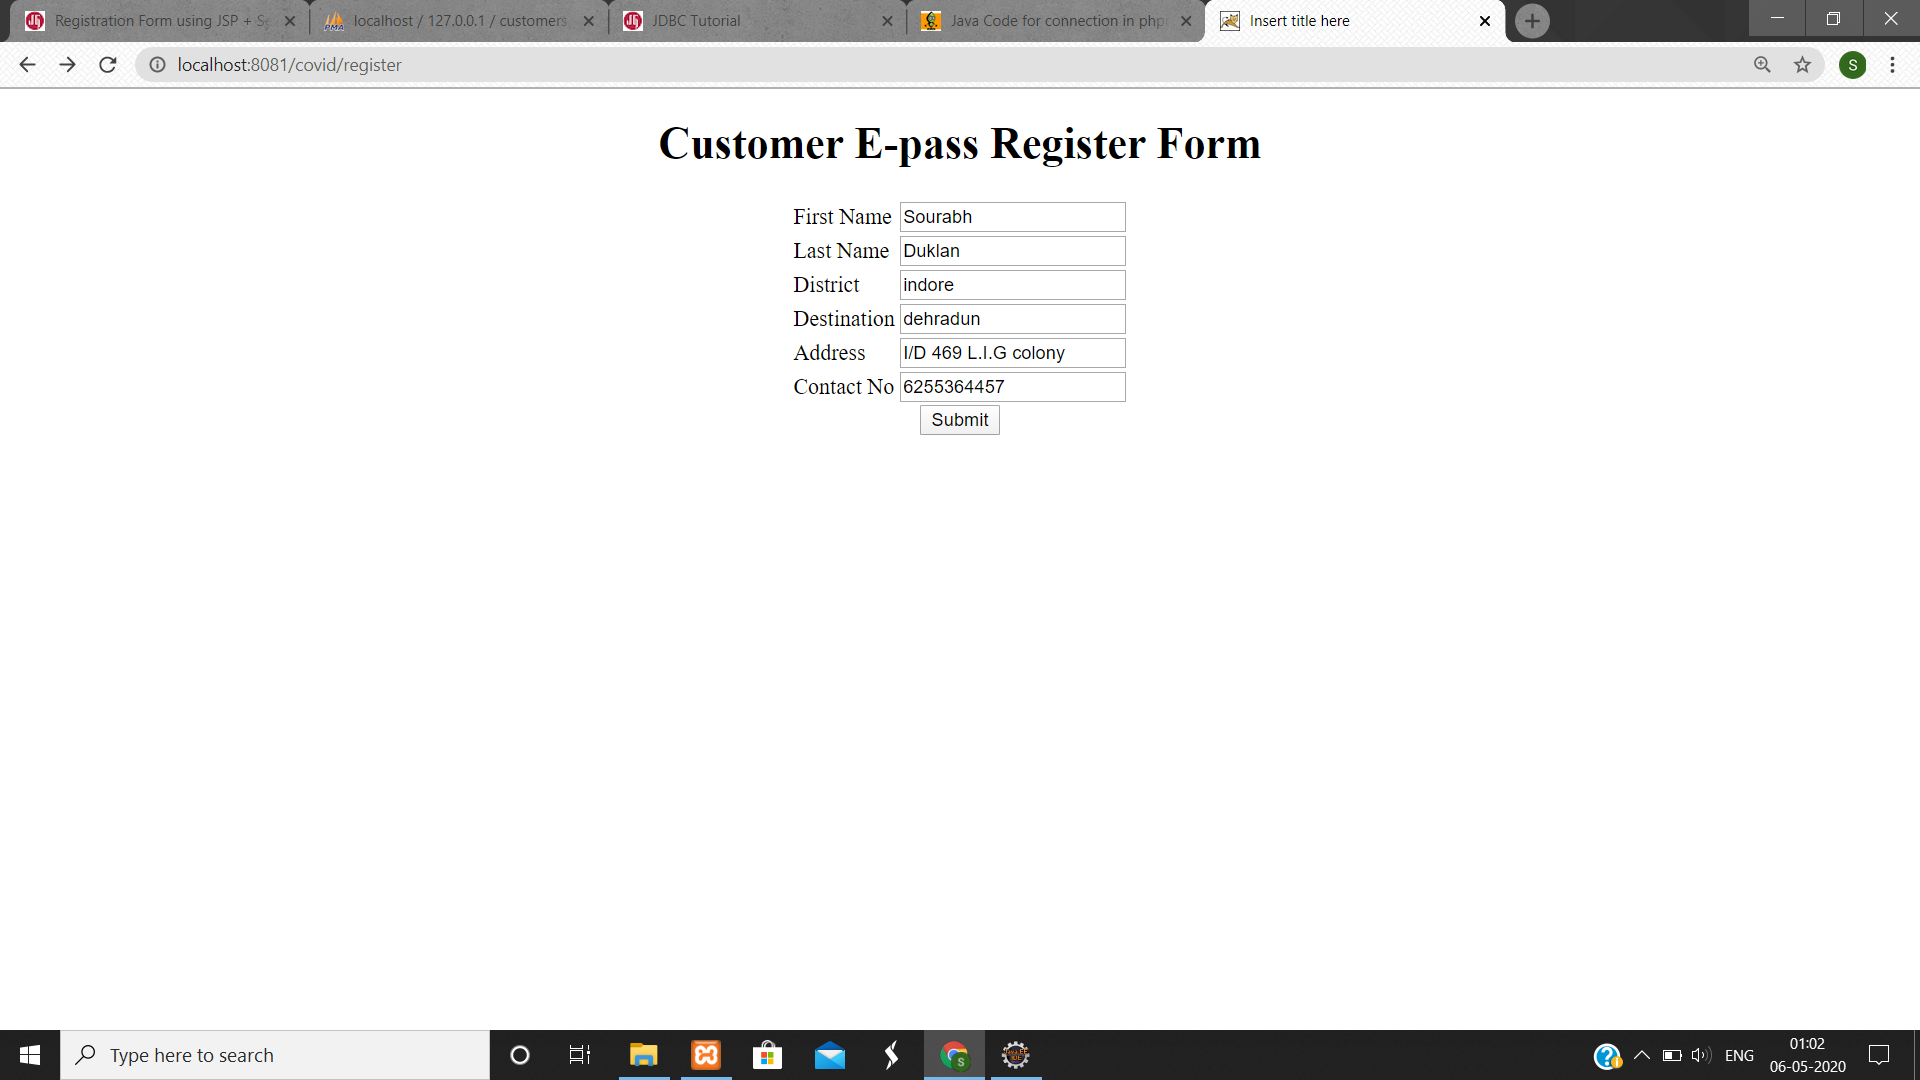 Registration Form using JSP + Se
localhost / 127.0.0.1 / customers
JDBC Tutorial
Java Code for connection in php
Insert title here
localhost:8081/covid/register
S
Customer E-pass Register Form
First Name Sourabh
Last Name Duklan
District indore
Destination dehradun
Address I/D 469 L.I.G colony
Contact No 6255364457
Submit
Type here to search
S
ENG
01:02
06-05-2020